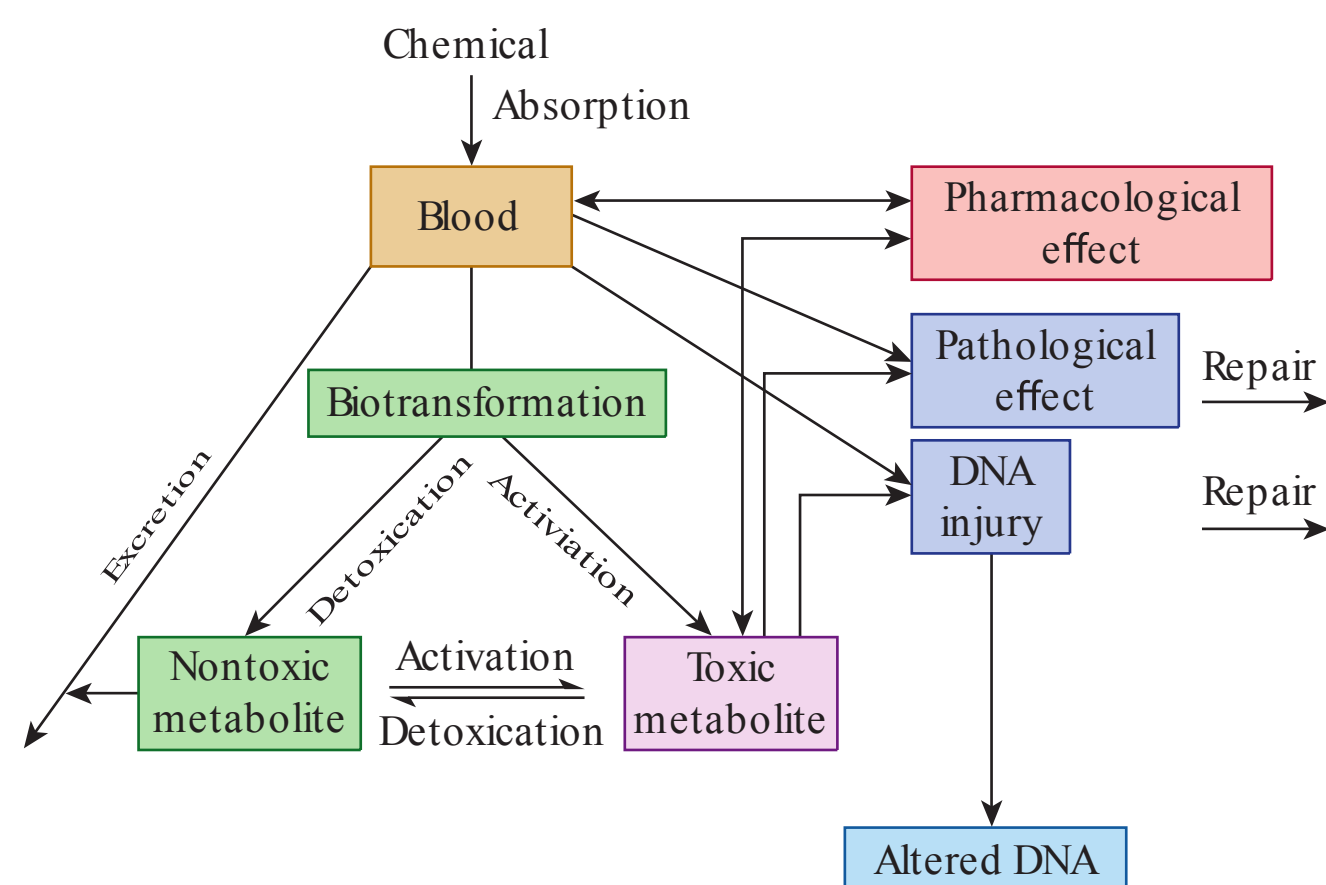 Chemical
Absorption
Blood
Pharmacological
effect
Pathological
effect
Repair
Biotransformation
DNA
injury
Repair
Excretion
Detoxication
Activiation
Nontoxic
metabolite
Activation
Detoxication
Toxic
metabolite
Altered DNA